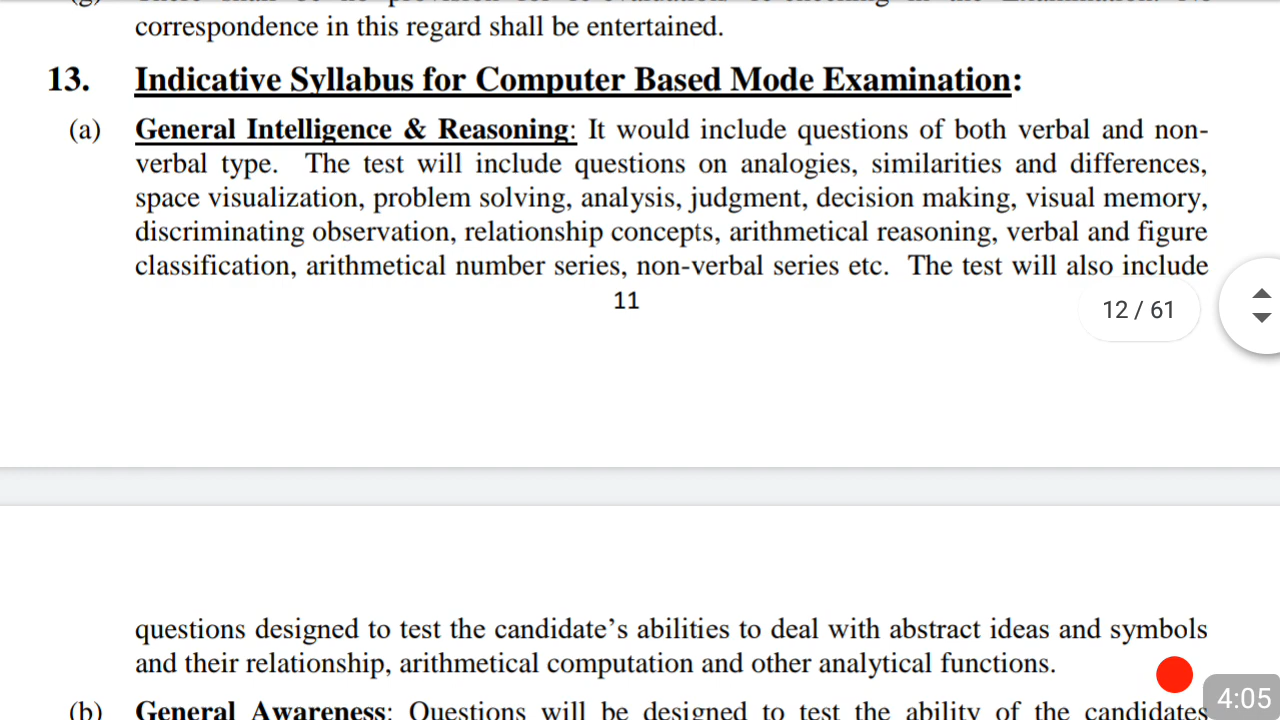 correspondence in this regard shall be entertained.
13. Indicative Syllabus for Computer Based Mode Examination:
(a) General Intelligence & Reasoning: It would include questions of both verbal and non-
verbal type. The test will include questions on analogies, similarities and differences,
space visualization, problem solving, analysis, judgment, decision making, visual memory,
discriminating observation, relationship concepts, arithmetical reasoning, verbal and figure
classification, arithmetical number series, non-verbal series etc. The test will also include
11
12 / 61
questions designed to test the candidate’s abilities to deal with abstract ideas and symbols
and their relationship, arithmetical computation and other analytical functions.
(b) General Awareness: Questions will be designed to test the ability of the candidates
4:05